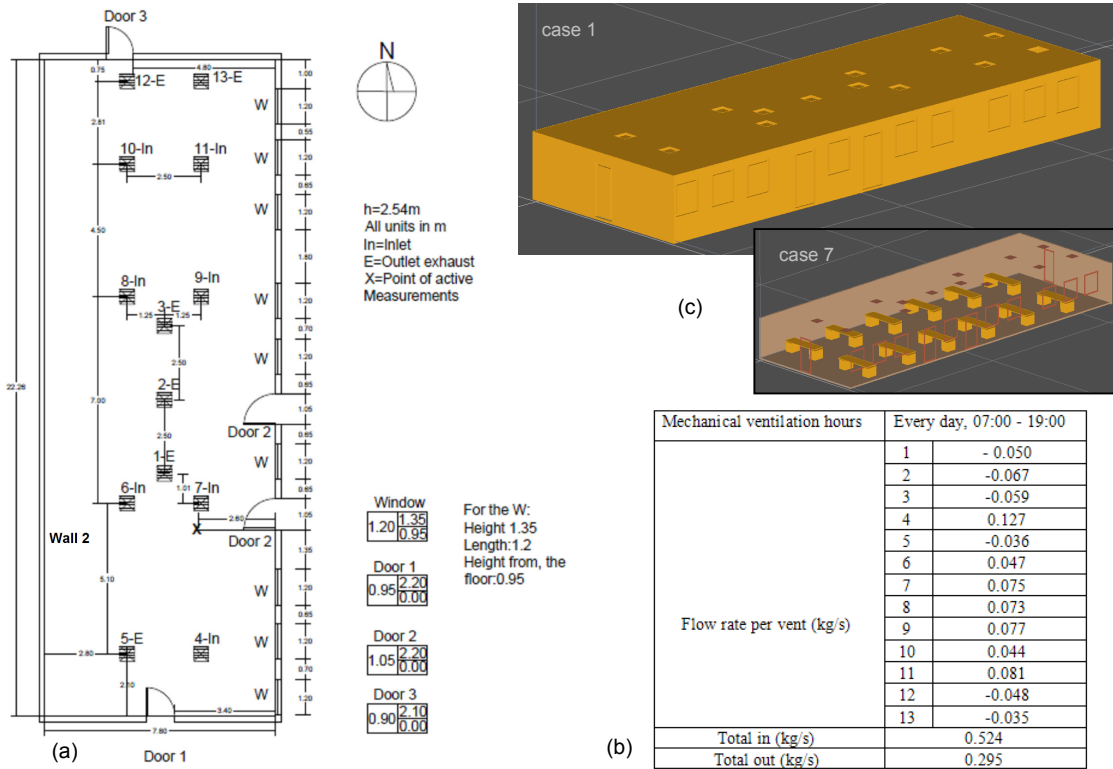 Door 3
4.80
0.75
12-E
13-E
1.00
W
1.20
2.81
0.55
10-In
11-In
W
1.20
2.50
0.65
W
1.20
4.50
1.80
8-In
9-In
W
1.20
1.25
1.25
3-E
0.70
2.50
W
1.20
22.28
2-E
1.05
7.00
Door 2
0.65
2.50
W
1.20
1-E
1.01
0.65
6-In
7-In
1.05
2.60
X
Door 2
Wall 2
1.35
5.10
W
1.20
0.65
5-E
4-In
W
1.20
2.80
0.70
W
1.20
3.40
7.80
(a)
Door 1
N
h=2.54m
All units in m
In=Inlet
E=Outlet exhaust
X=Point of active
Measurements
Window
1.20 1.35
0.95
Door 1
0.95 2.20
0.00
Door 2
1.05 2.20
0.00
Door 3
0.90 2.10
0.00
For the W:
Height 1.35
Length:1.2
Height from, the
floor:0.95
case 1
case 7
(c)
Mechanical ventilation hours Every day, 07:00 - 19:00
Flow rate per vent (kg/s)
1 - 0.050
2 -0.067
3 -0.059
4 0.127
5 -0.036
6 0.047
7 0.075
8 0.073
9 0.077
10 0.044
11 0.081
12 -0.048
13 -0.035
Total in (kg/s) 0.524
Total out (kg/s) 0.295
(b)